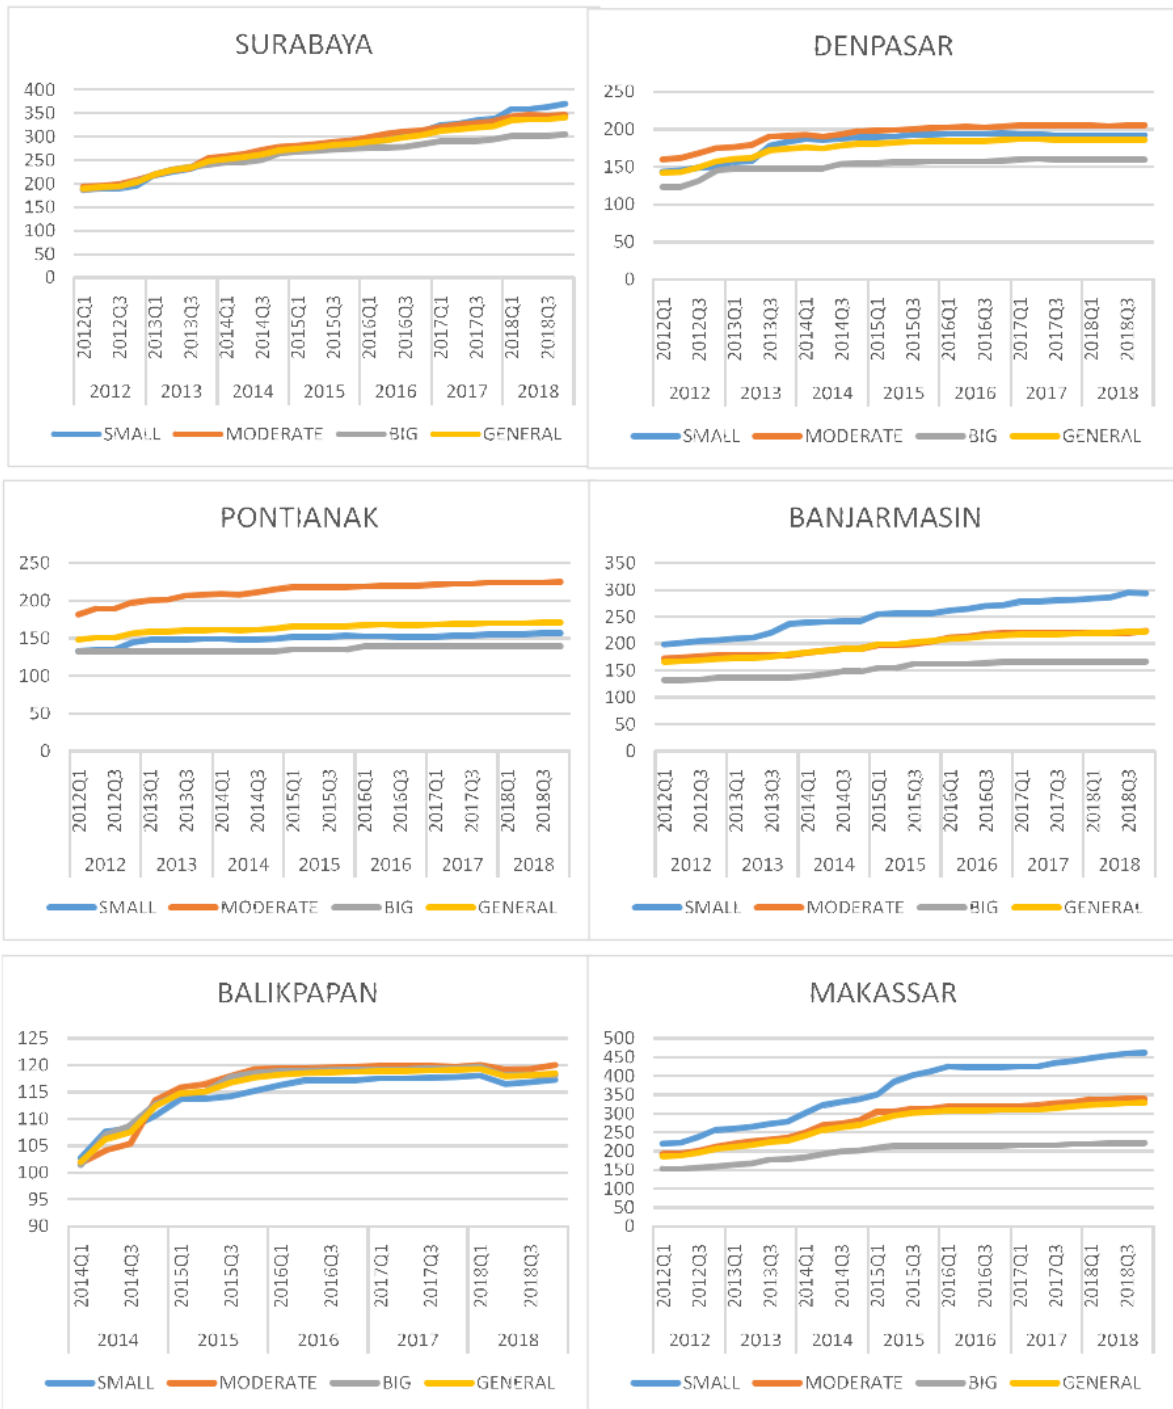 SURABAYA
400
350
300
250
200
150
100
50
0
2012Q1 2012Q3 2013Q1 2013Q3 2014Q1 2014Q3 2015Q1 2015Q3 2016Q1 2016Q3 2017Q1 2017Q3 2018Q1 2018Q3
2012 2013 2014 2015 2016 2017 2018
SMALL MODERATE BIG GENERAL
DENPASAR
250
200
150
100
50
0
2012Q1 2012Q3 2013Q1 2013Q3 2014Q1 2014Q3 2015Q1 2015Q3 2016Q1 2016Q3 2017Q1 2017Q3 2018Q1 2018Q3
2012 2013 2014 2015 2016 2017 2018
SMALL MODERATE BIG GENERAL
PONTIANAK
250
200
150
100
50
0
2012Q1 2012Q3 2013Q1 2013Q3 2014Q1 2014Q3 2015Q1 2015Q3 2016Q1 2016Q3 2017Q1 2017Q3 2018Q1 2018Q3
2012 2013 2014 2015 2016 2017 2018
SMALL MODERATE BIG GENERAL
BANJARMASIN
350
300
250
200
150
100
50
0
2012Q1 2012Q3 2013Q1 2013Q3 2014Q1 2014Q3 2015Q1 2015Q3 2016Q1 2016Q3 2017Q1 2017Q3 2018Q1 2018Q3
2012 2013 2014 2015 2016 2017 2018
SMALL MODERATE BIG GENERAL
BALIKPAPAN
125
120
115
110
105
100
95
90
2014Q1 2014Q3 2015Q1 2015Q3 2016Q1 2016Q3 2017Q1 2017Q3 2018Q1 2018Q3
2014 2015 2016 2017 2018
SMALL MODERATE BIG GENERAL
MAKASSAR
500
450
400
350
300
250
200
150
100
50
0
2012Q1 2012Q3 2013Q1 2013Q3 2014Q1 2014Q3 2015Q1 2015Q3 2016Q1 2016Q3 2017Q1 2017Q3 2018Q1 2018Q3
2012 2013 2014 2015 2016 2017 2018
SMALL MODERATE BIG GENERAL